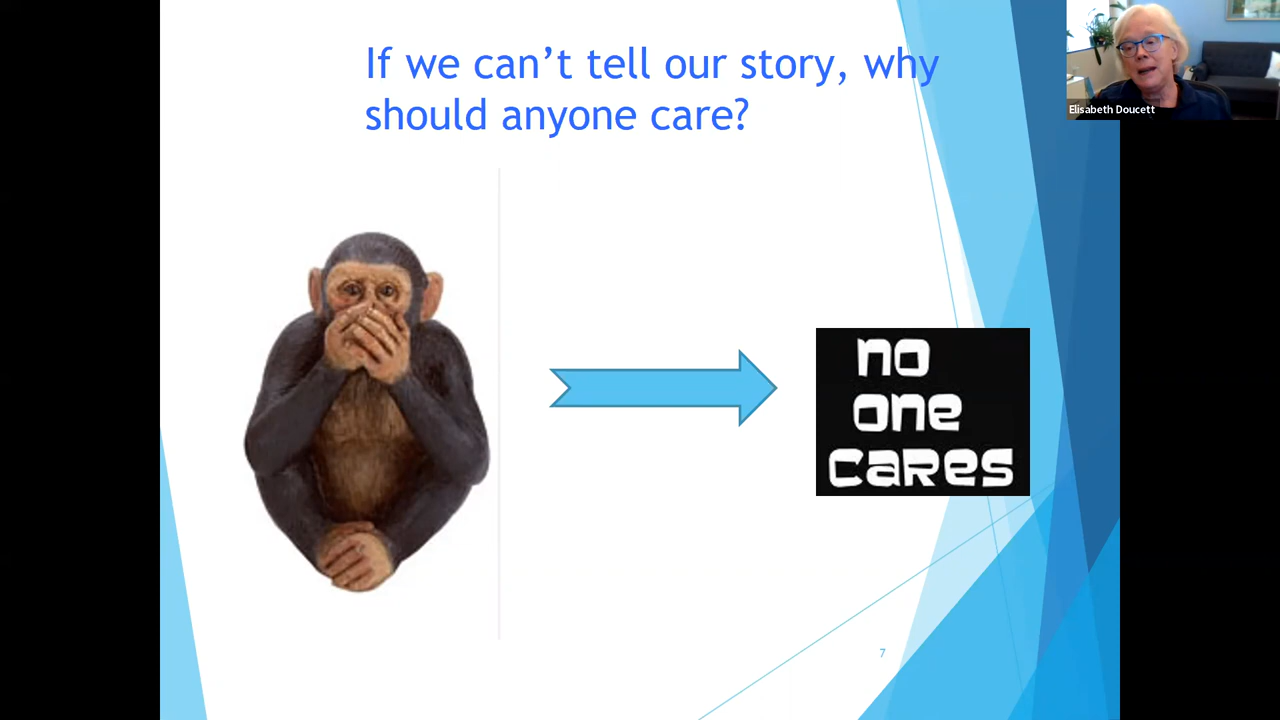 If we can’t tell our story, why
should anyone care?
Elisabeth Doucett
no
one
cares
7